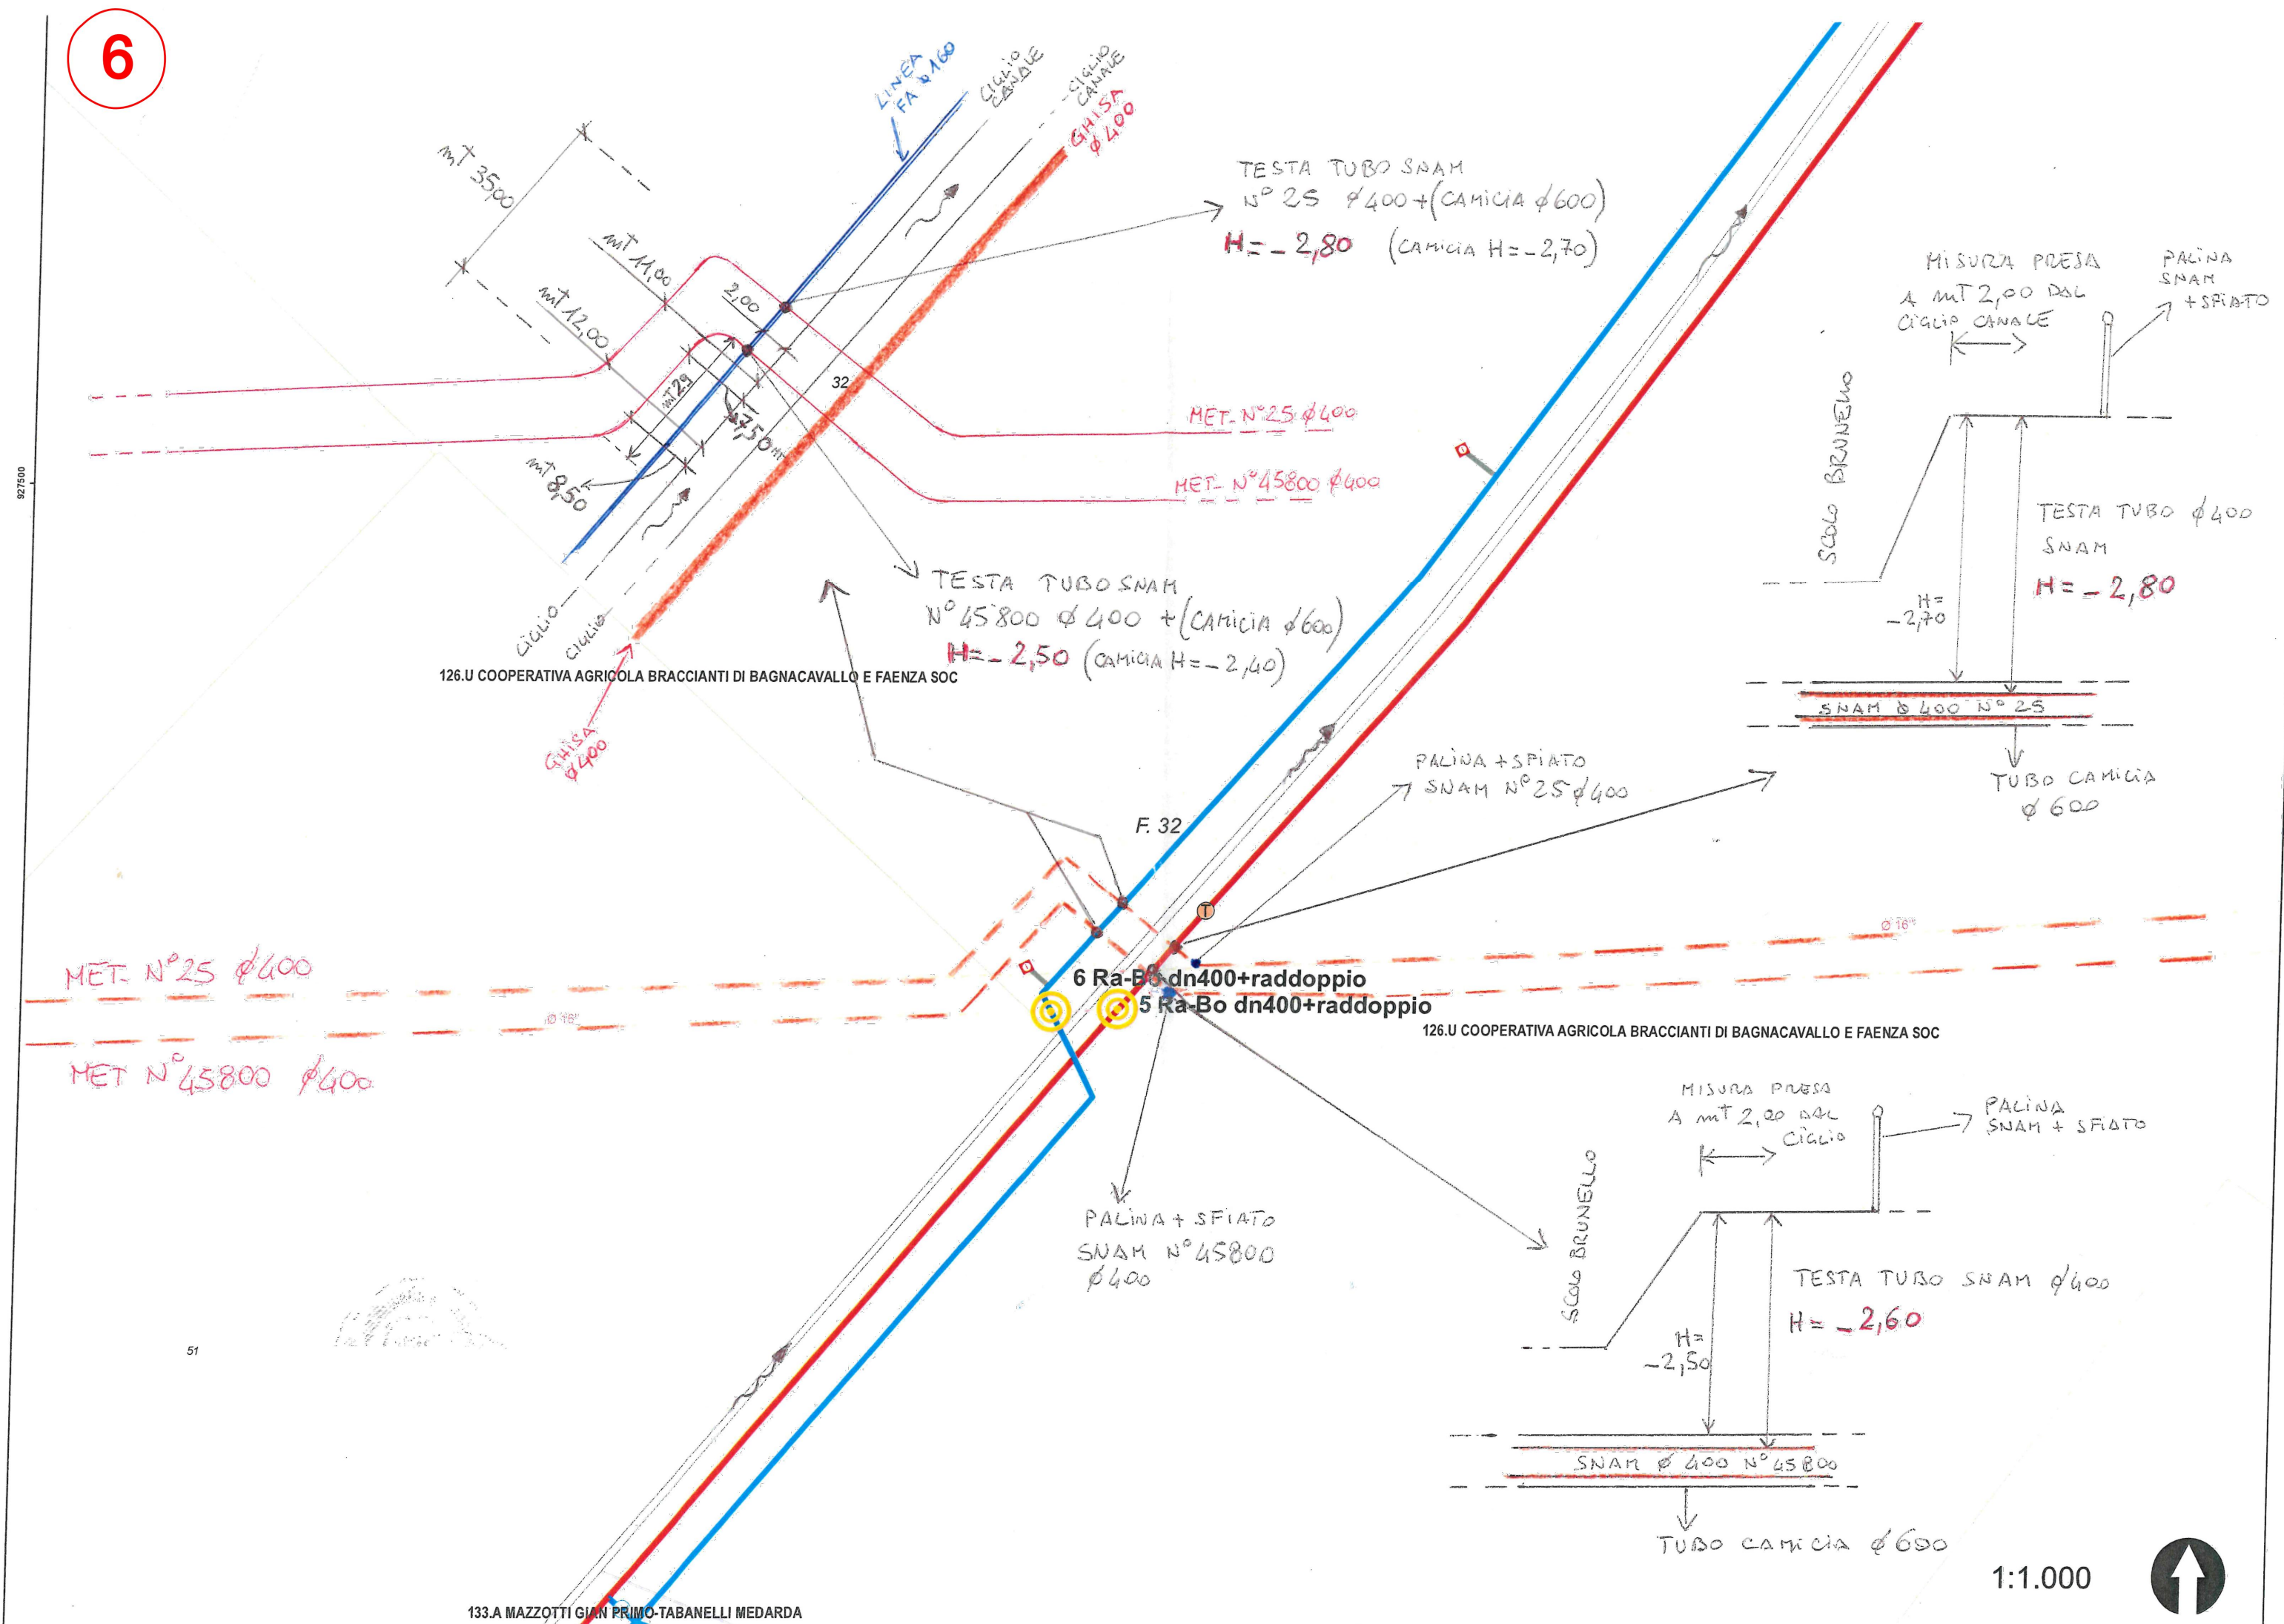 6
LINEA
FA ø160
CIGLIO
CANALE
CIGLIO
CANALE
GHISA
ø400
mT 35,00
mT 11,00
mT 12,00
2,00
mT 29
7,50 MT
mT 8,50
32
TESTA TUBO SNAM
N° 25 ø400 + (CAMICIA ø600)
H= - 2,80 (CAMICIA H= -2,70)
MET. N° 25 ø400
MET. N° 45800 ø400
927500
CIGLIO
CIGLIO
TESTA TUBO SNAM
N° 45800 ø400 + (CAMICIA ø600)
H= - 2,50 (CAMICIA H= - 2,40)
126.U COOPERATIVA AGRICOLA BRACCIANTI DI BAGNACAVALLO E FAENZA SOC
GHISA
ø400
MISURA PRESA
A mT 2,00 DAL
CIGLIO CANALE
PALINA
SNAM
+ SFIATO
SCOLO BRUNELLO
TESTA TUBO ø400
SNAM
H= - 2,80
H=
-2,70
SNAM ø 400 N° 25
TUBO CAMICIA
ø 600
PALINA + SFIATO
SNAM N° 25 ø400
F. 32
T
Ø 16"
MET. N° 25 ø400
Ø 16"
MET N° 45800 ø400
6 Ra-Bo dn400+raddoppio
5 Ra-Bo dn400+raddoppio
126.U COOPERATIVA AGRICOLA BRACCIANTI DI BAGNACAVALLO E FAENZA SOC
MISURA PRESA
A mT 2,00 DAL
CIGLIO
PALINA
SNAM + SFIATO
SCOLO BRUNELLO
PALINA + SFIATO
SNAM N° 45800
ø400
TESTA TUBO SNAM ø400
H= - 2,60
H=
-2,50
SNAM ø 400 N° 45800
TUBO CAMICIA ø 600
51
1:1.000
133.A MAZZOTTI GIAN PRIMO-TABANELLI MEDARDA